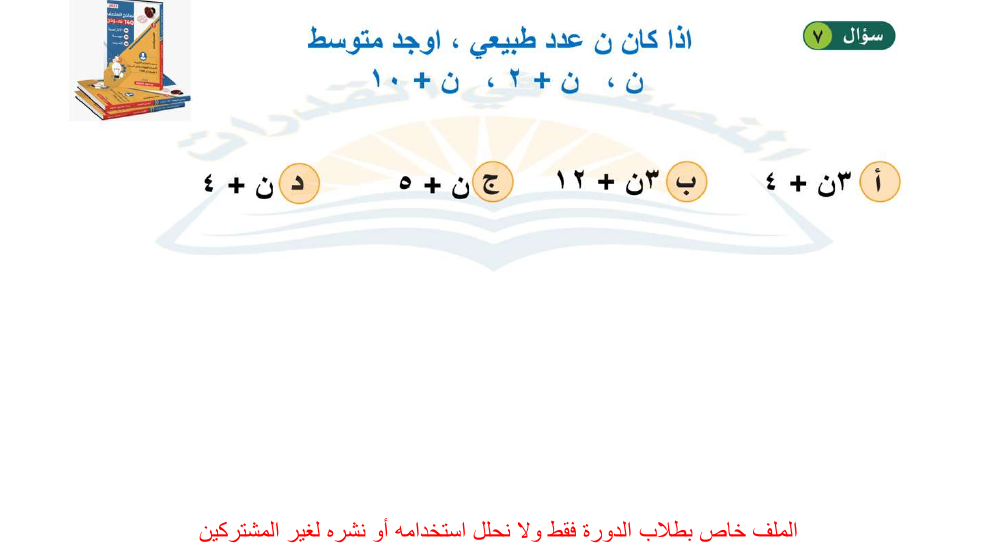 سؤال ٧
اذا كان ن عدد طبيعي ، اوجد متوسط
ن ، ن + ٢ ، ن + ١٠
أ ٣ن + ٤
ب ٣ن + ١٢
ج ن + ٥
د ن + ٤
الملف خاص بطلاب الدورة فقط ولا نحلل استخدامه أو نشره لغير المشتركين